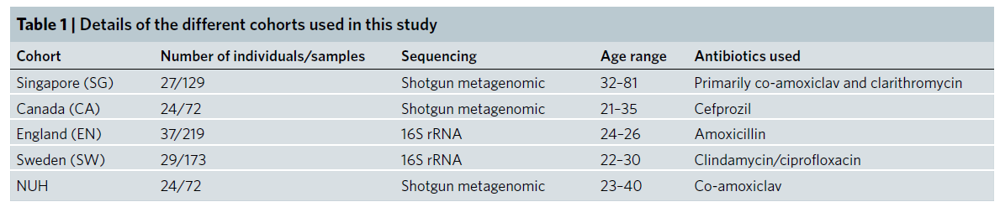 Table 1 | Details of the different cohorts used in this study
Cohort Number of individuals/samples Sequencing Age range Antibiotics used
Singapore (SG) 27/129 Shotgun metagenomic 32–81 Primarily co-amoxiclav and clarithromycin
Canada (CA) 24/72 Shotgun metagenomic 21–35 Cefprozil
England (EN) 37/219 16S rRNA 24–26 Amoxicillin
Sweden (SW) 29/173 16S rRNA 22–30 Clindamycin/ciprofloxacin
NUH 24/72 Shotgun metagenomic 23–40 Co-amoxiclav